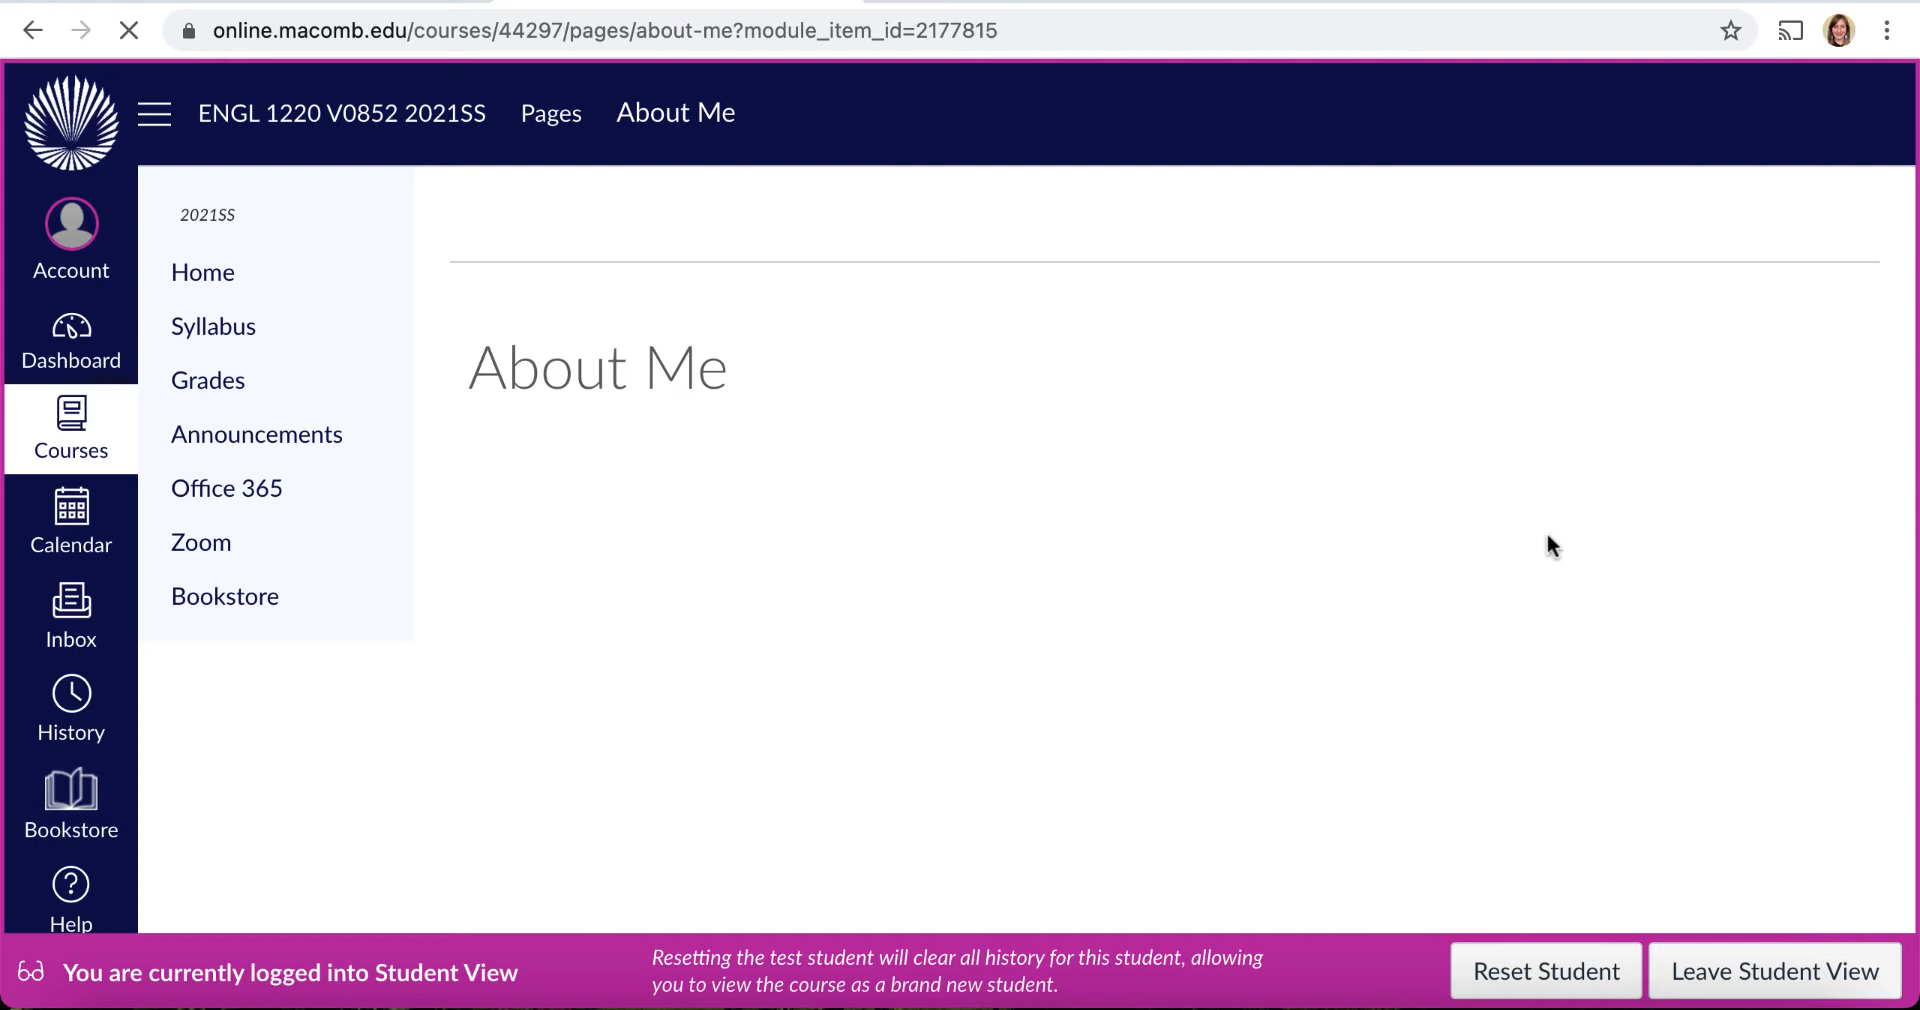 online.macomb.edu/courses/44297/pages/about-me?module_item_id=2177815
ENGL 1220 V0852 2021SS Pages About Me
Account
Dashboard
Courses
Calendar
Inbox
History
Bookstore
Help
2021SS
Home
Syllabus
Grades
Announcements
Office 365
Zoom
Bookstore
About Me
You are currently logged into Student View
Resetting the test student will clear all history for this student, allowing
you to view the course as a brand new student.
Reset Student
Leave Student View